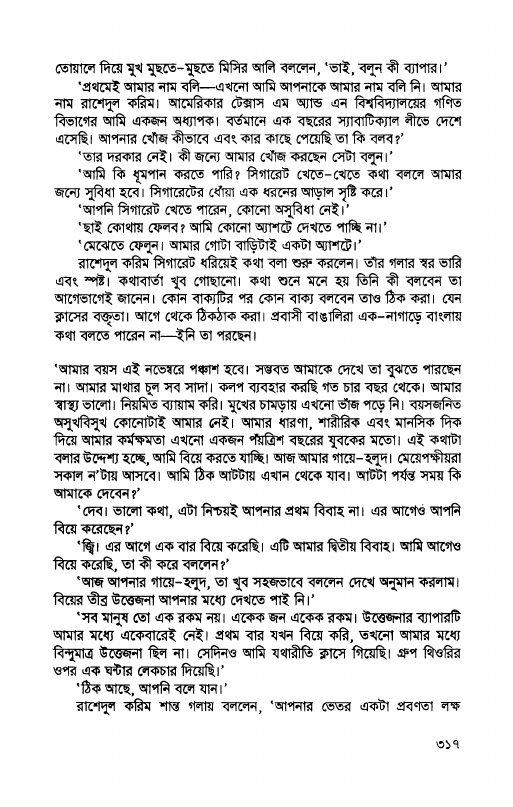 তোয়ালে দিয়ে মুখ মুছতে-মুছতে মিসির আলি বললেন, ‘ভাই, বলুন কী ব্যাপার।’
‘প্রথমেই আমার নাম বলি—এখনো আমি আপনাকে আমার নাম বলি নি। আমার
নাম রাশেদুল করিম। আমেরিকার টেক্সাস এম অ্যান্ড এন বিশ্ববিদ্যালয়ের গণিত
বিভাগের আমি একজন অধ্যাপক। বর্তমানে এক বছরের স্যাবাটিক্যাল লীভে দেশে
এসেছি। আপনার খোঁজ কীভাবে এবং কার কাছে পেয়েছি তা কি বলব?’
‘তার দরকার নেই। কী জন্যে আমার খোঁজ করছেন সেটা বলুন।’
‘আমি কি ধূমপান করতে পারি? সিগারেট খেতে-খেতে কথা বললে আমার
জন্যে সুবিধা হবে। সিগারেটের ধোঁয়া এক ধরনের আড়াল সৃষ্টি করে।’
‘আপনি সিগারেট খেতে পারেন, কোনো অসুবিধা নেই।’
‘ছাই কোথায় ফেলব? আমি কোনো অ্যাশট্রে দেখতে পাচ্ছি না।’
‘মেঝেতে ফেলুন। আমার গোটা বাড়িটাই একটা অ্যাশট্রে।’
রাশেদুল করিম সিগারেট ধরিয়েই কথা বলা শুরু করলেন। তাঁর গলার স্বর ভারি
এবং স্পষ্ট। কথাবার্তা খুব গোছানো। কথা শুনে মনে হয় তিনি কী বলবেন তা
আগেভাগেই জানেন। কোন বাক্যটির পর কোন বাক্য বলবেন তাও ঠিক করা। যেন
ক্লাসের বক্তৃতা। আগে থেকে ঠিকঠাক করা। প্রবাসী বাঙালিরা এক-নাগাড়ে বাংলায়
কথা বলতে পারেন না—ইনি তা পরছেন।
‘আমার বয়স এই নভেম্বরে পঞ্চাশ হবে। সম্ভবত আমাকে দেখে তা বুঝতে পারছেন
না। আমার মাথার চুল সব সাদা। কলপ ব্যবহার করছি গত চার বছর থেকে। আমার
স্বাস্থ্য ভালো। নিয়মিত ব্যায়াম করি। মুখের চামড়ায় এখনো ভাঁজ পড়ে নি। বয়সজনিত
অসুখবিসুখ কোনোটাই আমার নেই। আমার ধারণা, শারীরিক এবং মানসিক দিক
দিয়ে আমার কর্মক্ষমতা এখনো একজন পঁয়ত্রিশ বছরের যুবকের মতো। এই কথাটা
বলার উদ্দেশ্য হচ্ছে, আমি বিয়ে করতে যাচ্ছি। আজ আমার গায়ে-হলুদ। মেয়েপক্ষীয়রা
সকাল ন’টায় আসবে। আমি ঠিক আটটায় এখান থেকে যাব। আটটা পর্যন্ত সময় কি
আমাকে দেবেন?’
‘দেব। ভালো কথা, এটা নিশ্চয়ই আপনার প্রথম বিবাহ না। এর আগেও আপনি
বিয়ে করেছেন?’
‘জ্বি। এর আগে এক বার বিয়ে করেছি। এটি আমার দ্বিতীয় বিবাহ। আমি আগেও
বিয়ে করেছি, তা কী করে বললেন?’
‘আজ আপনার গায়ে-হলুদ, তা খুব সহজভাবে বললেন দেখে অনুমান করলাম।
বিয়ের তীব্র উত্তেজনা আপনার মধ্যে দেখতে পাই নি।’
‘সব মানুষ তো এক রকম নয়। একেক জন একেক রকম। উত্তেজনার ব্যাপারটি
আমার মধ্যে একেবারেই নেই। প্রথম বার যখন বিয়ে করি, তখনো আমার মধ্যে
বিন্দুমাত্র উত্তেজনা ছিল না। সেদিনও আমি যথারীতি ক্লাসে গিয়েছি। গ্রুপ থিওরির
ওপর এক ঘন্টার লেকচার দিয়েছি।’
‘ঠিক আছে, আপনি বলে যান।’
রাশেদুল করিম শান্ত গলায় বললেন, ‘আপনার ভেতর একটা প্রবণতা লক্ষ
৩১৭